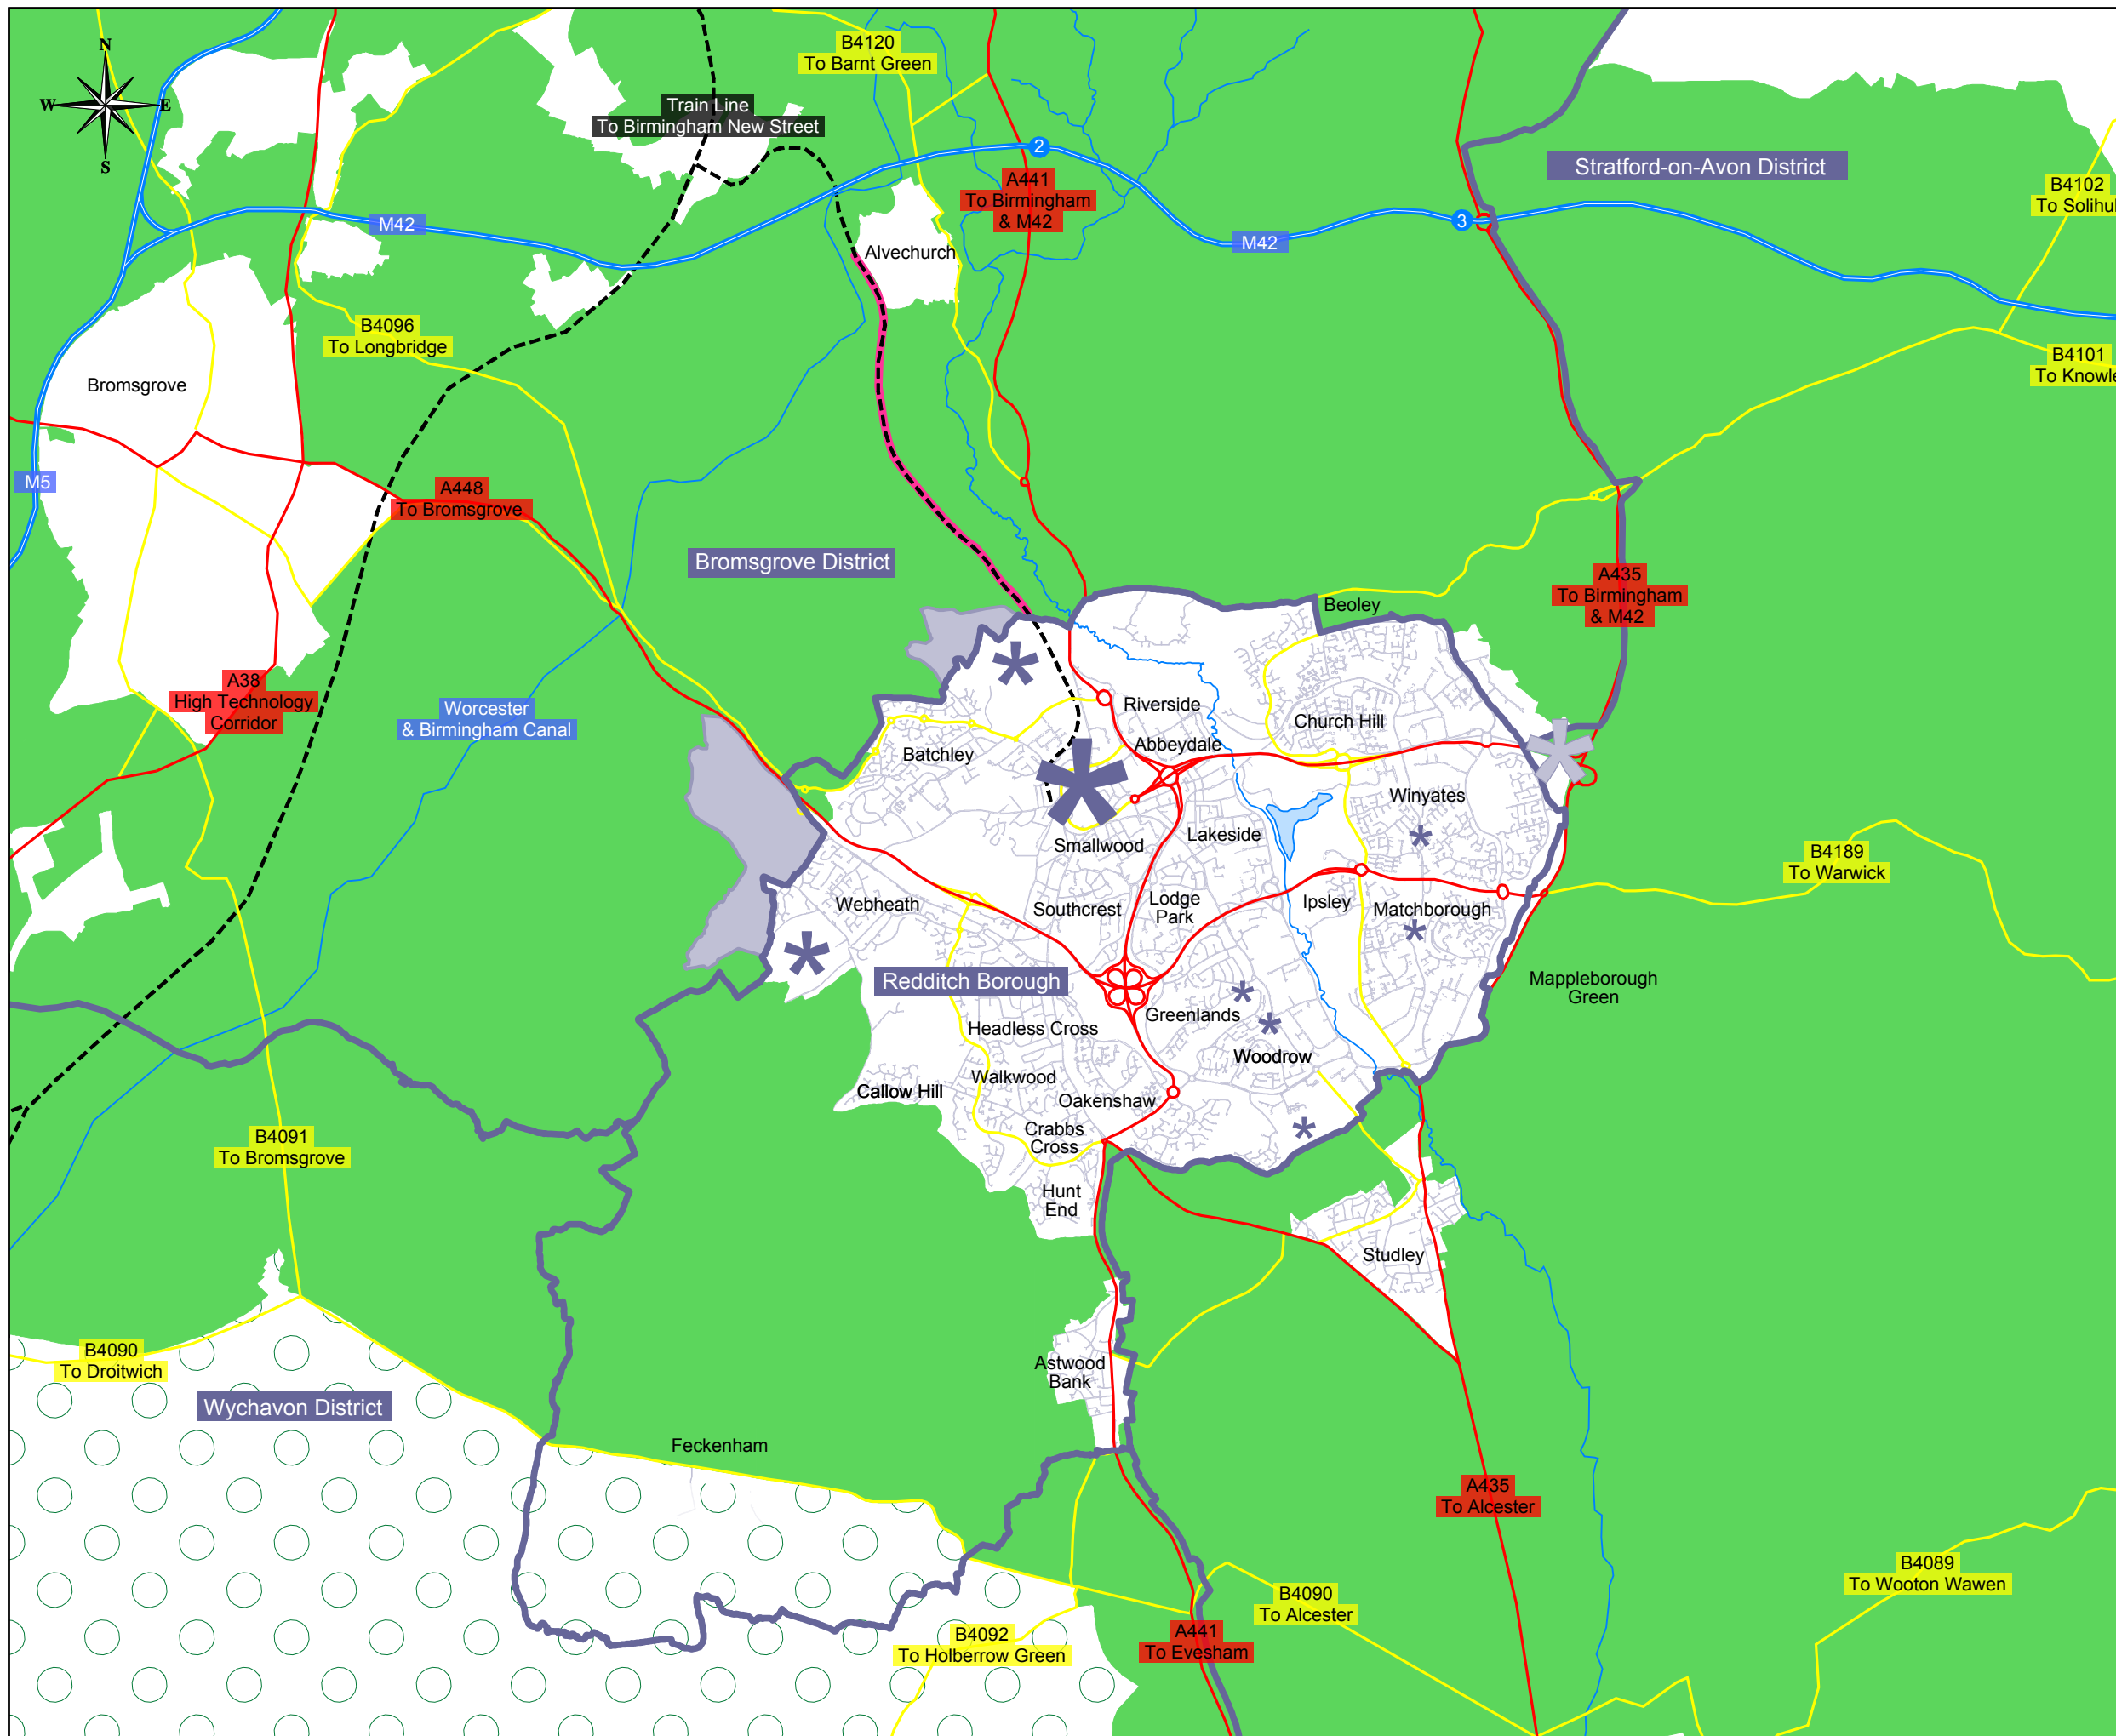 N
W
E
S
B4120
To Barnt Green
Train Line
To Birmingham New Street
2
A441
To Birmingham
& M42
Stratford-on-Avon District
B4102
To Solihul
M42
3
M42
Alvechurch
B4096
To Longbridge
B4101
To Knowle
Bromsgrove
M5
A448
To Bromsgrove
Bromsgrove District
A435
To Birmingham
& M42
Beoley
A38
High Technology
Corridor
Worcester
& Birmingham Canal
Riverside
Church Hill
Abbeydale
Batchley
Winyates
Lakeside
Smallwood
B4189
To Warwick
Webheath
Southcrest
Lodge
Park
Ipsley
Matchborough
Redditch Borough
Mappleborough
Green
Greenlands
Headless Cross
Woodrow
Walkwood
Callow Hill
Oakenshaw
Crabbs
Cross
B4091
To Bromsgrove
Hunt
End
Studley
B4090
To Droitwich
Astwood
Bank
Wychavon District
Feckenham
A435
To Alcester
B4089
To Wooton Wawen
B4090
To Alcester
B4092
To Holberrow Green
A441
To Evesham